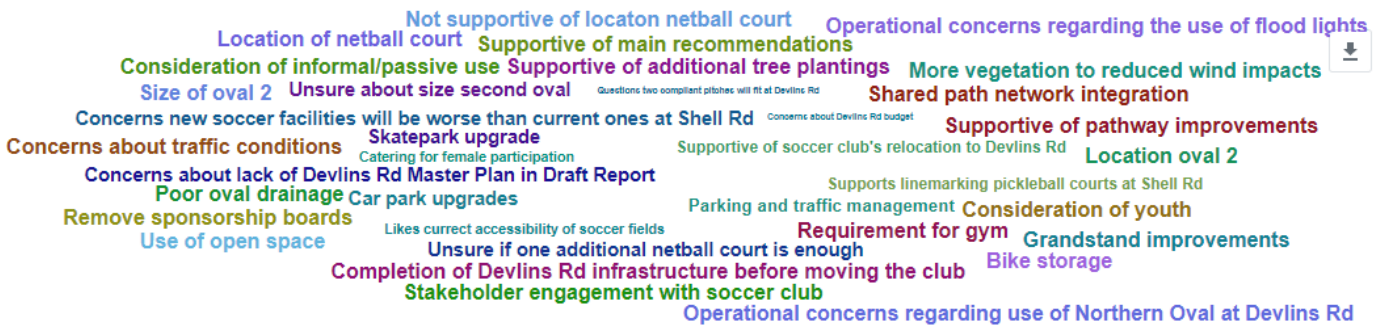 Not supportive of locaton netball court
Operational concerns regarding the use of flood lights
Location of netball court
Supportive of main recommendations
Consideration of informal/passive use
Supportive of additional tree plantings
More vegetation to reduced wind impacts
Size of oval 2
Unsure about size second oval
Questions two compliant pitches will fit at Devlins Rd
Shared path network integration
Concerns new soccer facilities will be worse than current ones at Shell Rd
Concerns about Devlins Rd budget
Supportive of pathway improvements
Concerns about traffic conditions
Skatepark upgrade
Catering for female participation
Supportive of soccer club's relocation to Devlins Rd
Location oval 2
Concerns about lack of Devlins Rd Master Plan in Draft Report
Supports linemarking pickleball courts at Shell Rd
Poor oval drainage
Car park upgrades
Parking and traffic management
Consideration of youth
Remove sponsorship boards
Likes currect accessibility of soccer fields
Requirement for gym
Grandstand improvements
Use of open space
Unsure if one additional netball court is enough
Bike storage
Completion of Devlins Rd infrastructure before moving the club
Stakeholder engagement with soccer club
Operational concerns regarding use of Northern Oval at Devlins Rd